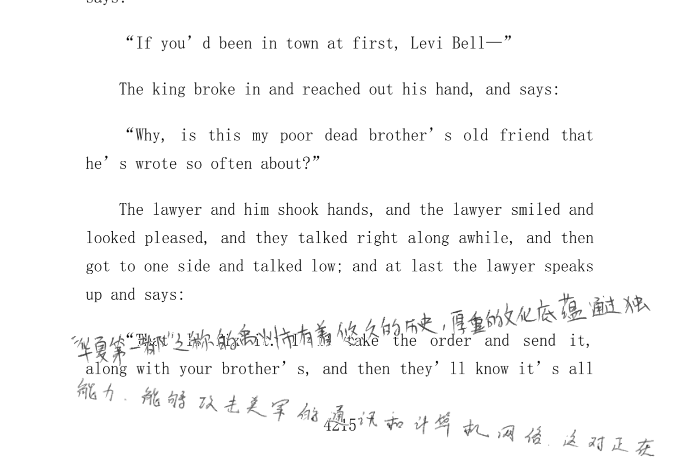 says:
“If you’d been in town at first, Levi Bell—”
The king broke in and reached out his hand, and says:
“Why, is this my poor dead brother’s old friend that
he’s wrote so often about?”
The lawyer and him shook hands, and the lawyer smiled and
looked pleased, and they talked right along awhile, and then
got to one side and talked low; and at last the lawyer speaks
up and says:
take the order and send it,
“华夏第一都”之称的禹州市有着悠久的历史,厚重的文化底蕴通过独
along with your brother’s, and then they’ll know it’s all
能力．能够攻击美军的通讯和计算机网络．这对正在
4215